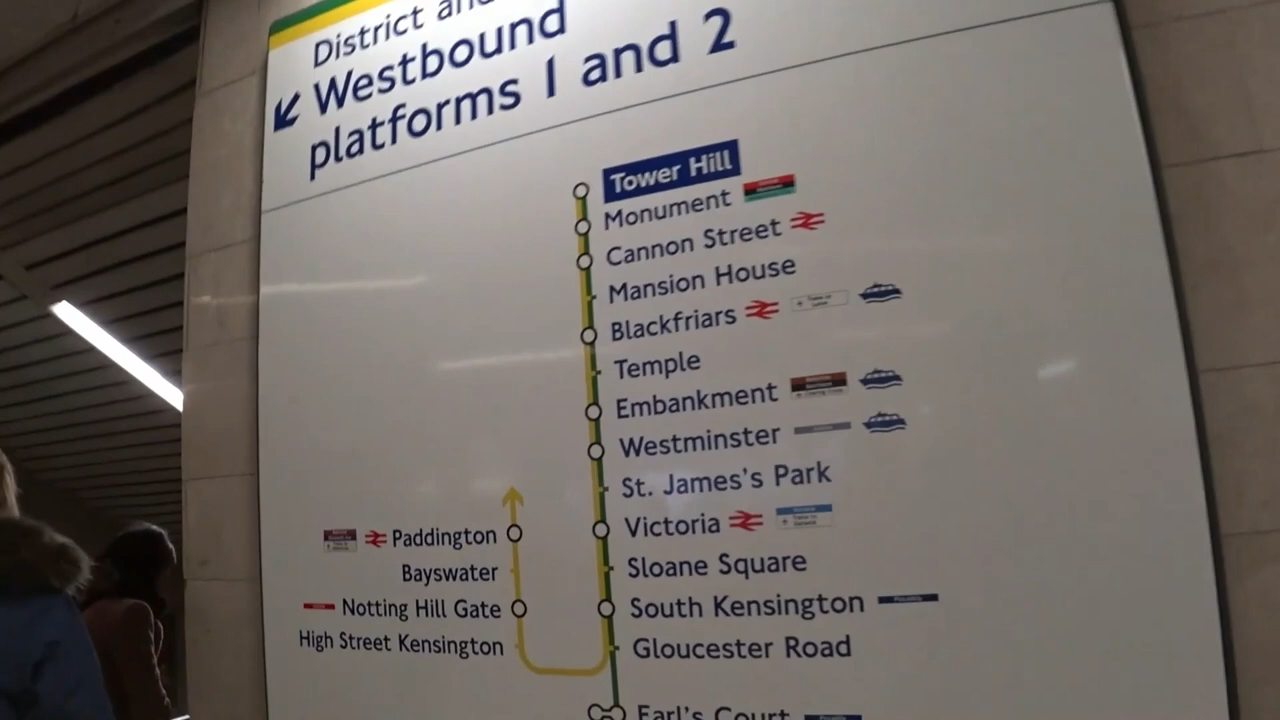 District and
Westbound
platforms 1 and 2
Tower Hill
Monument
Cannon Street
Mansion House
Blackfriars
Temple
Embankment
Westminster
St. James's Park
Victoria
Sloane Square
South Kensington
Gloucester Road
Earl's Court
Paddington
Bayswater
Notting Hill Gate
High Street Kensington